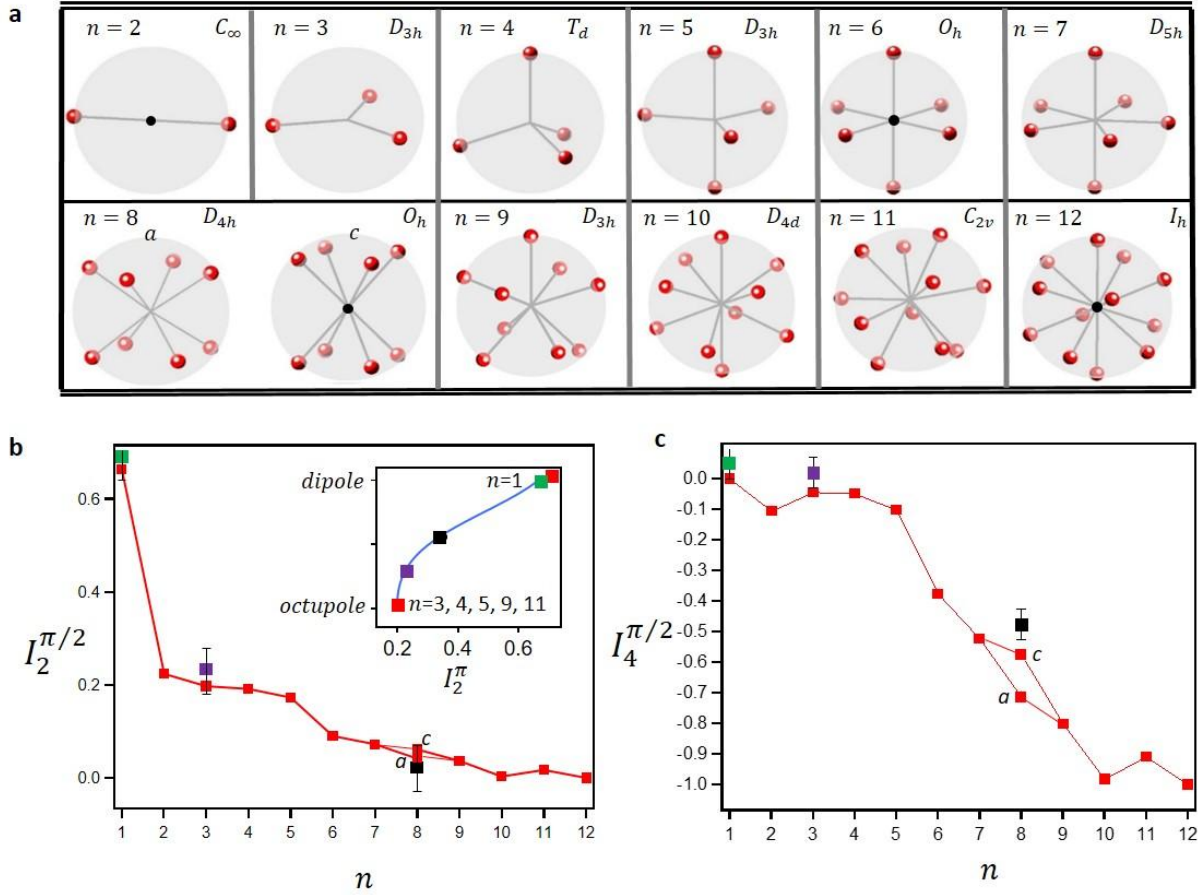 a
n = 2 C∞
n = 3 D3h
n = 4 Td
n = 5 D3h
n = 6 Oh
n = 7 D5h
n = 8 D4h
a
Oh
c
n = 9 D3h
n = 10 D4d
n = 11 C2v
n = 12 Ih
b
I2^π/2
0.6
0.4
0.2
0.0
1 2 3 4 5 6 7 8 9 10 11 12
n
c
a
dipole
octupole
n=1
n=3, 4, 5, 9, 11
0.2 0.4 0.6
I2^π
c
I4^π/2
0.0
-0.1
-0.2
-0.3
-0.4
-0.5
-0.6
-0.7
-0.8
-0.9
-1.0
c
a
1 2 3 4 5 6 7 8 9 10 11 12
n